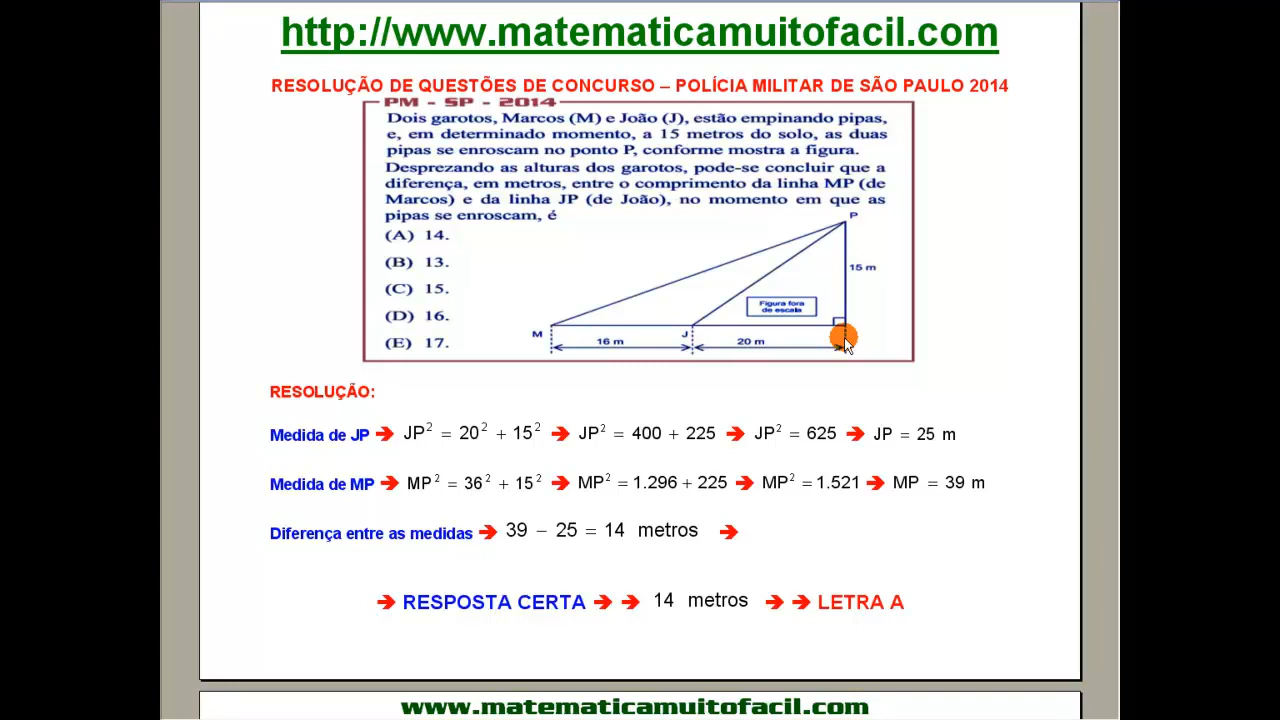 http://www.matematicamuitofacil.com
RESOLUÇÃO DE QUESTÕES DE CONCURSO – POLÍCIA MILITAR DE SÃO PAULO 2014
PM - SP - 2014
Dois garotos, Marcos (M) e João (J), estão empinando pipas,
e, em determinado momento, a 15 metros do solo, as duas
pipas se enroscam no ponto P, conforme mostra a figura.
Desprezando as alturas dos garotos, pode-se concluir que a
diferença, em metros, entre o comprimento da linha MP (de
Marcos) e da linha JP (de João), no momento em que as
pipas se enroscam, é
(A) 14.
(B) 13.
(C) 15.
(D) 16.
(E) 17.
P
15 m
Figura fora
de escala
M
J
16 m
20 m
RESOLUÇÃO:
Medida de JP ➔ JP² = 20² + 15² ➔ JP² = 400 + 225 ➔ JP² = 625 ➔ JP = 25 m
Medida de MP ➔ MP² = 36² + 15² ➔ MP² = 1.296 + 225 ➔ MP² = 1.521 ➔ MP = 39 m
Diferença entre as medidas ➔ 39 − 25 = 14 metros ➔
➔ RESPOSTA CERTA ➔ ➔ 14 metros ➔ ➔ LETRA A
www.matematicamuitofacil.com